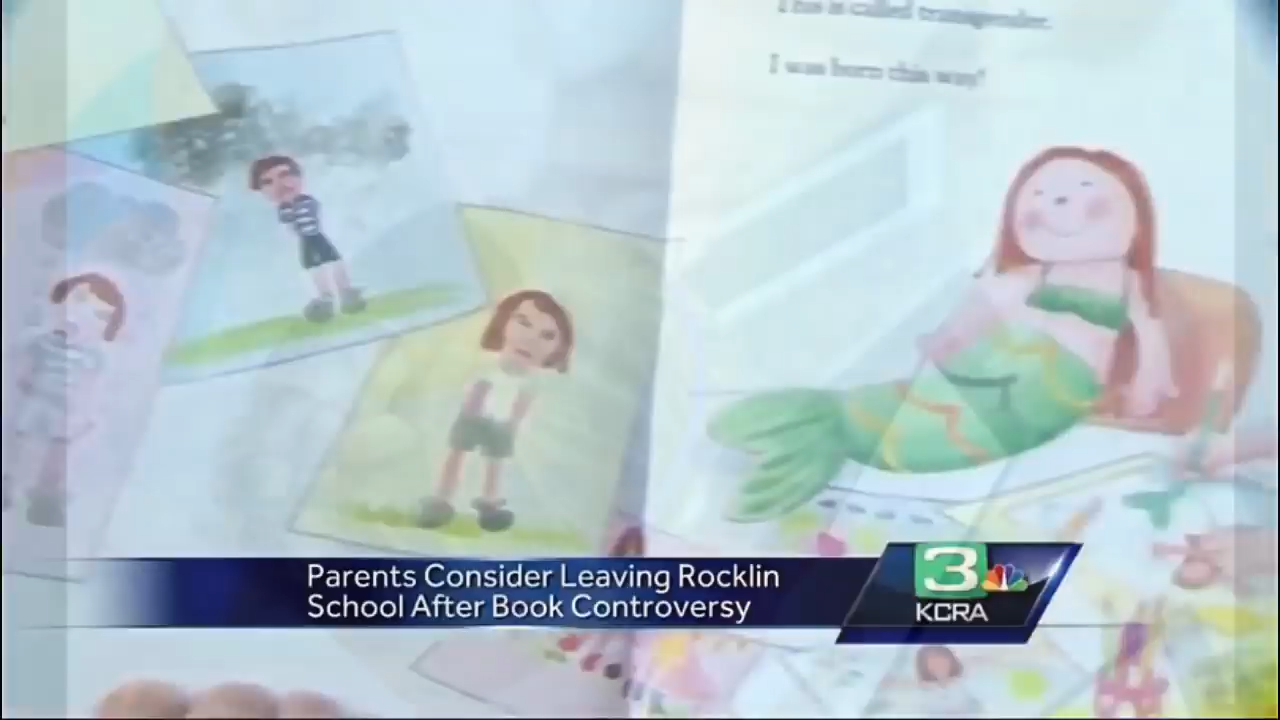 This is called transgender.
I was born this way!
Parents Consider Leaving Rocklin
School After Book Controversy
3
KCRA